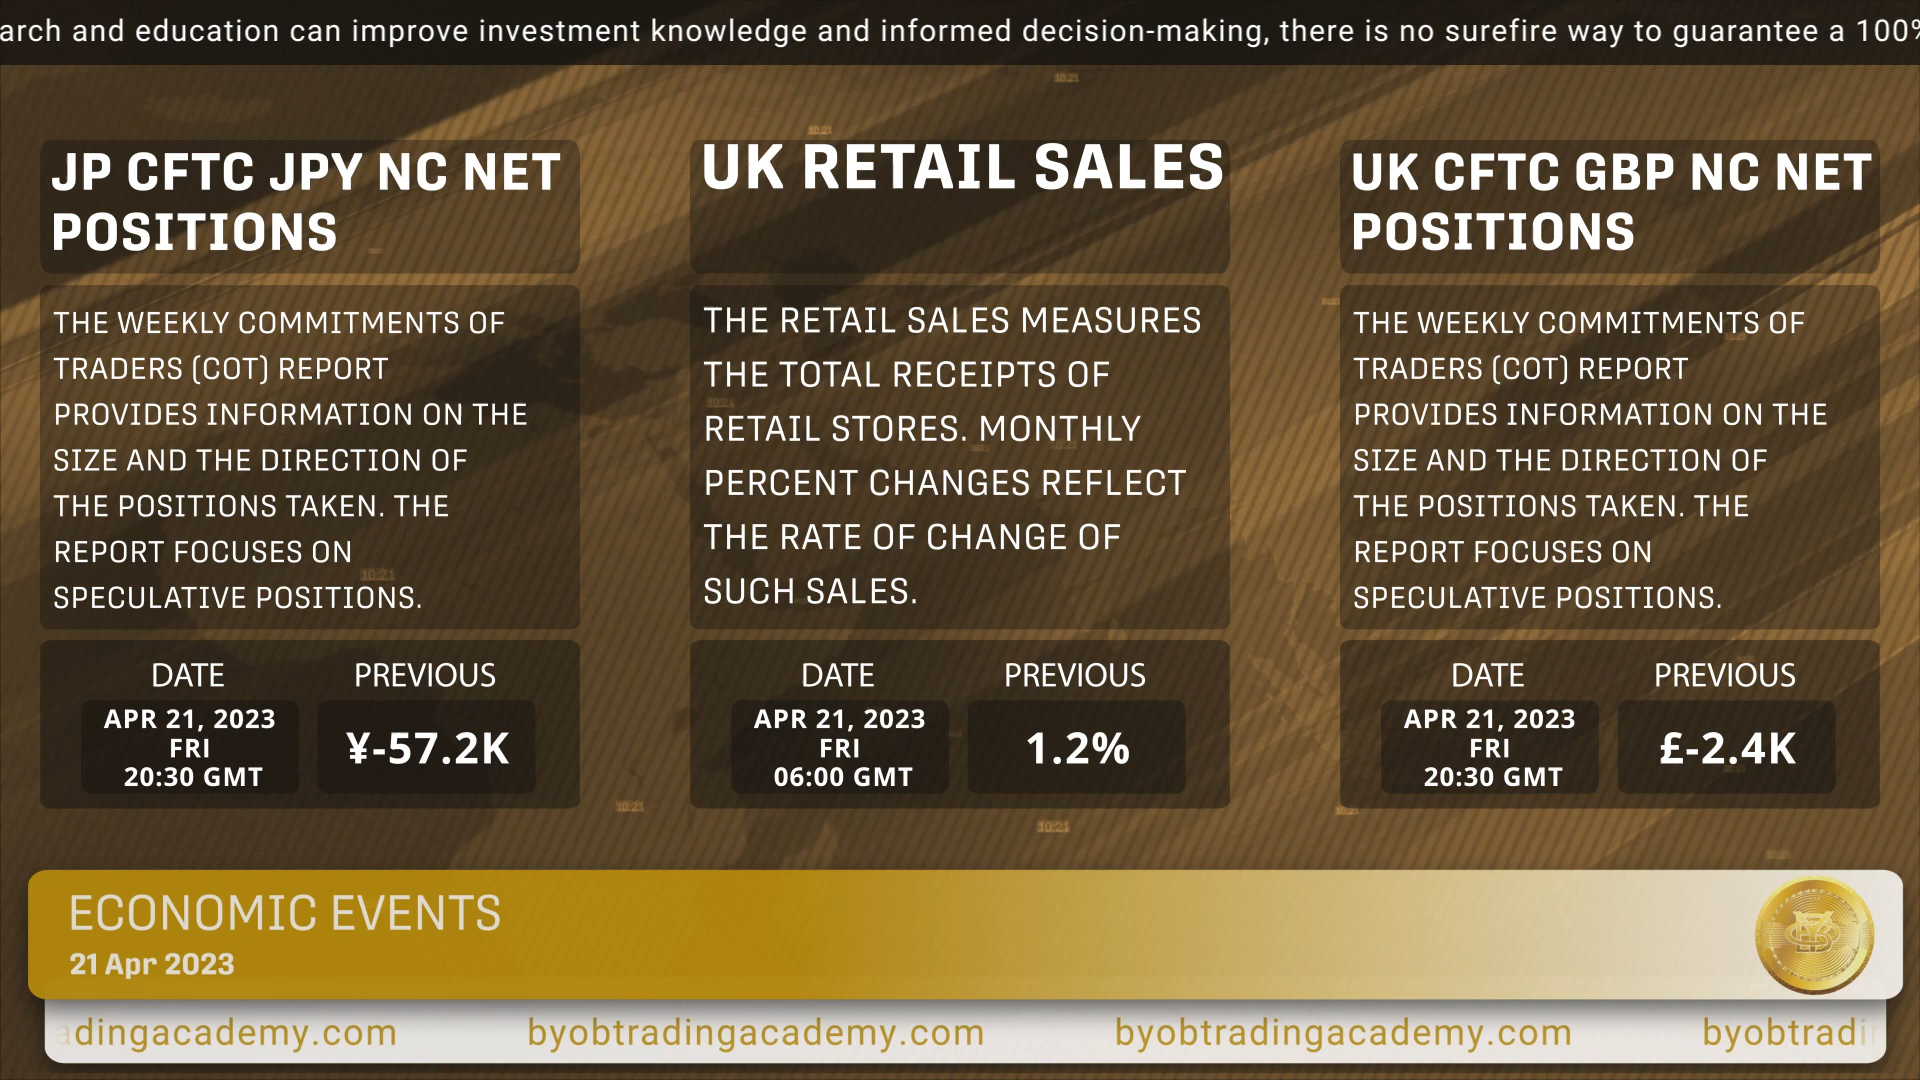 and education can improve investment knowledge and informed decision-making, there is no surefire way to guarantee a
JP CFTC JPY NC NET
POSITIONS
THE WEEKLY COMMITMENTS OF
TRADERS (COT) REPORT
PROVIDES INFORMATION ON THE
SIZE AND THE DIRECTION OF
THE POSITIONS TAKEN. THE
REPORT FOCUSES ON
SPECULATIVE POSITIONS.
DATE
PREVIOUS
APR 21, 2023
FRI
20:30 GMT
¥-57.2K
UK RETAIL SALES
THE RETAIL SALES MEASURES
THE TOTAL RECEIPTS OF
RETAIL STORES. MONTHLY
PERCENT CHANGES REFLECT
THE RATE OF CHANGE OF
SUCH SALES.
DATE
PREVIOUS
APR 21, 2023
FRI
06:00 GMT
1.2%
UK CFTC GBP NC NET
POSITIONS
THE WEEKLY COMMITMENTS OF
TRADERS (COT) REPORT
PROVIDES INFORMATION ON THE
SIZE AND THE DIRECTION OF
THE POSITIONS TAKEN. THE
REPORT FOCUSES ON
SPECULATIVE POSITIONS.
DATE
PREVIOUS
APR 21, 2023
FRI
20:30 GMT
£-2.4K
ECONOMIC EVENTS
21 Apr 2023
adingacademy.com byobtradingacademy.com byobtradingacademy.com byobtradi